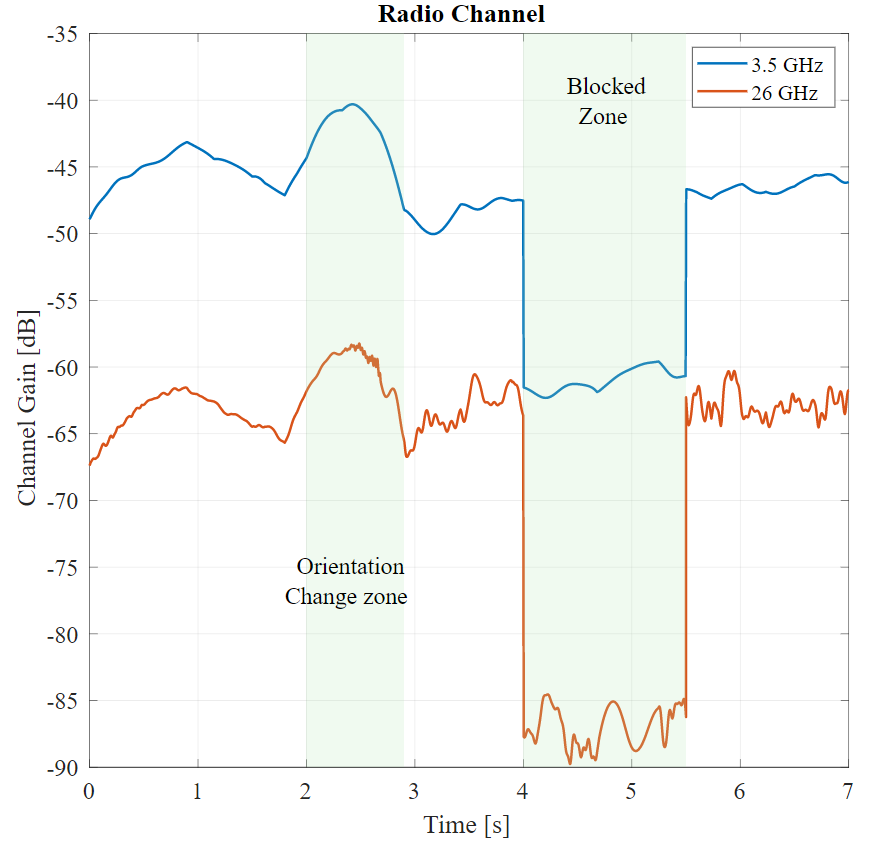 Radio Channel
-35
-40
-45
-50
-55
-60
-65
-70
-75
-80
-85
-90
Channel Gain [dB]
3.5 GHz
26 GHz
Blocked
Zone
Orientation
Change zone
0 1 2 3 4 5 6 7
Time [s]